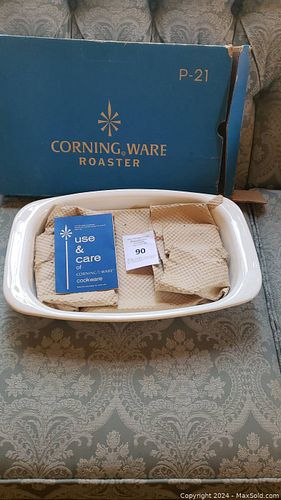 P-21
CORNING WARE
ROASTER
use
&
care
of
CORNING WARE
cookware
90
© Copyright 2024 - MaxSold.com